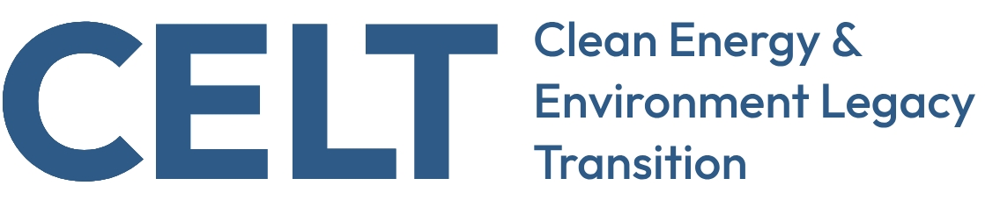 CELT
Clean Energy &
Environment Legacy
Transition